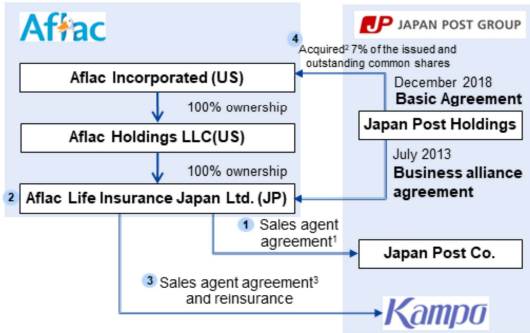 Aflac
JP JAPAN POST GROUP
4
Acquired² 7% of the issued and
outstanding common shares
Aflac Incorporated (US)
December 2018
Basic Agreement
100% ownership
Japan Post Holdings
Aflac Holdings LLC(US)
July 2013
Business alliance
agreement
100% ownership
2 Aflac Life Insurance Japan Ltd. (JP)
1 Sales agent
agreement¹
Japan Post Co.
3 Sales agent agreement³
and reinsurance
Kampo